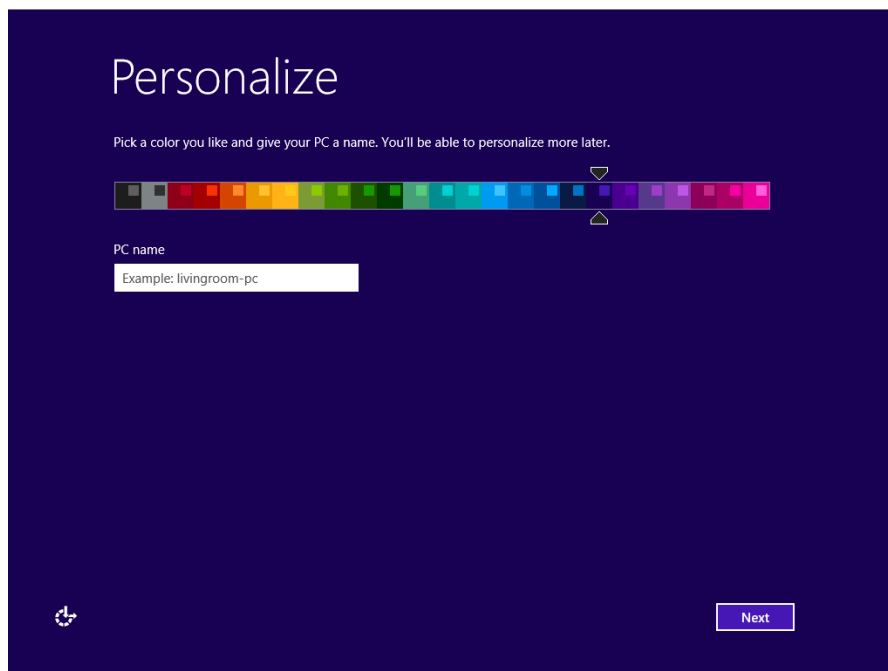 Personalize
Pick a color you like and give your PC a name. You'll be able to personalize more later.
PC name
Example: livingroom-pc
Next